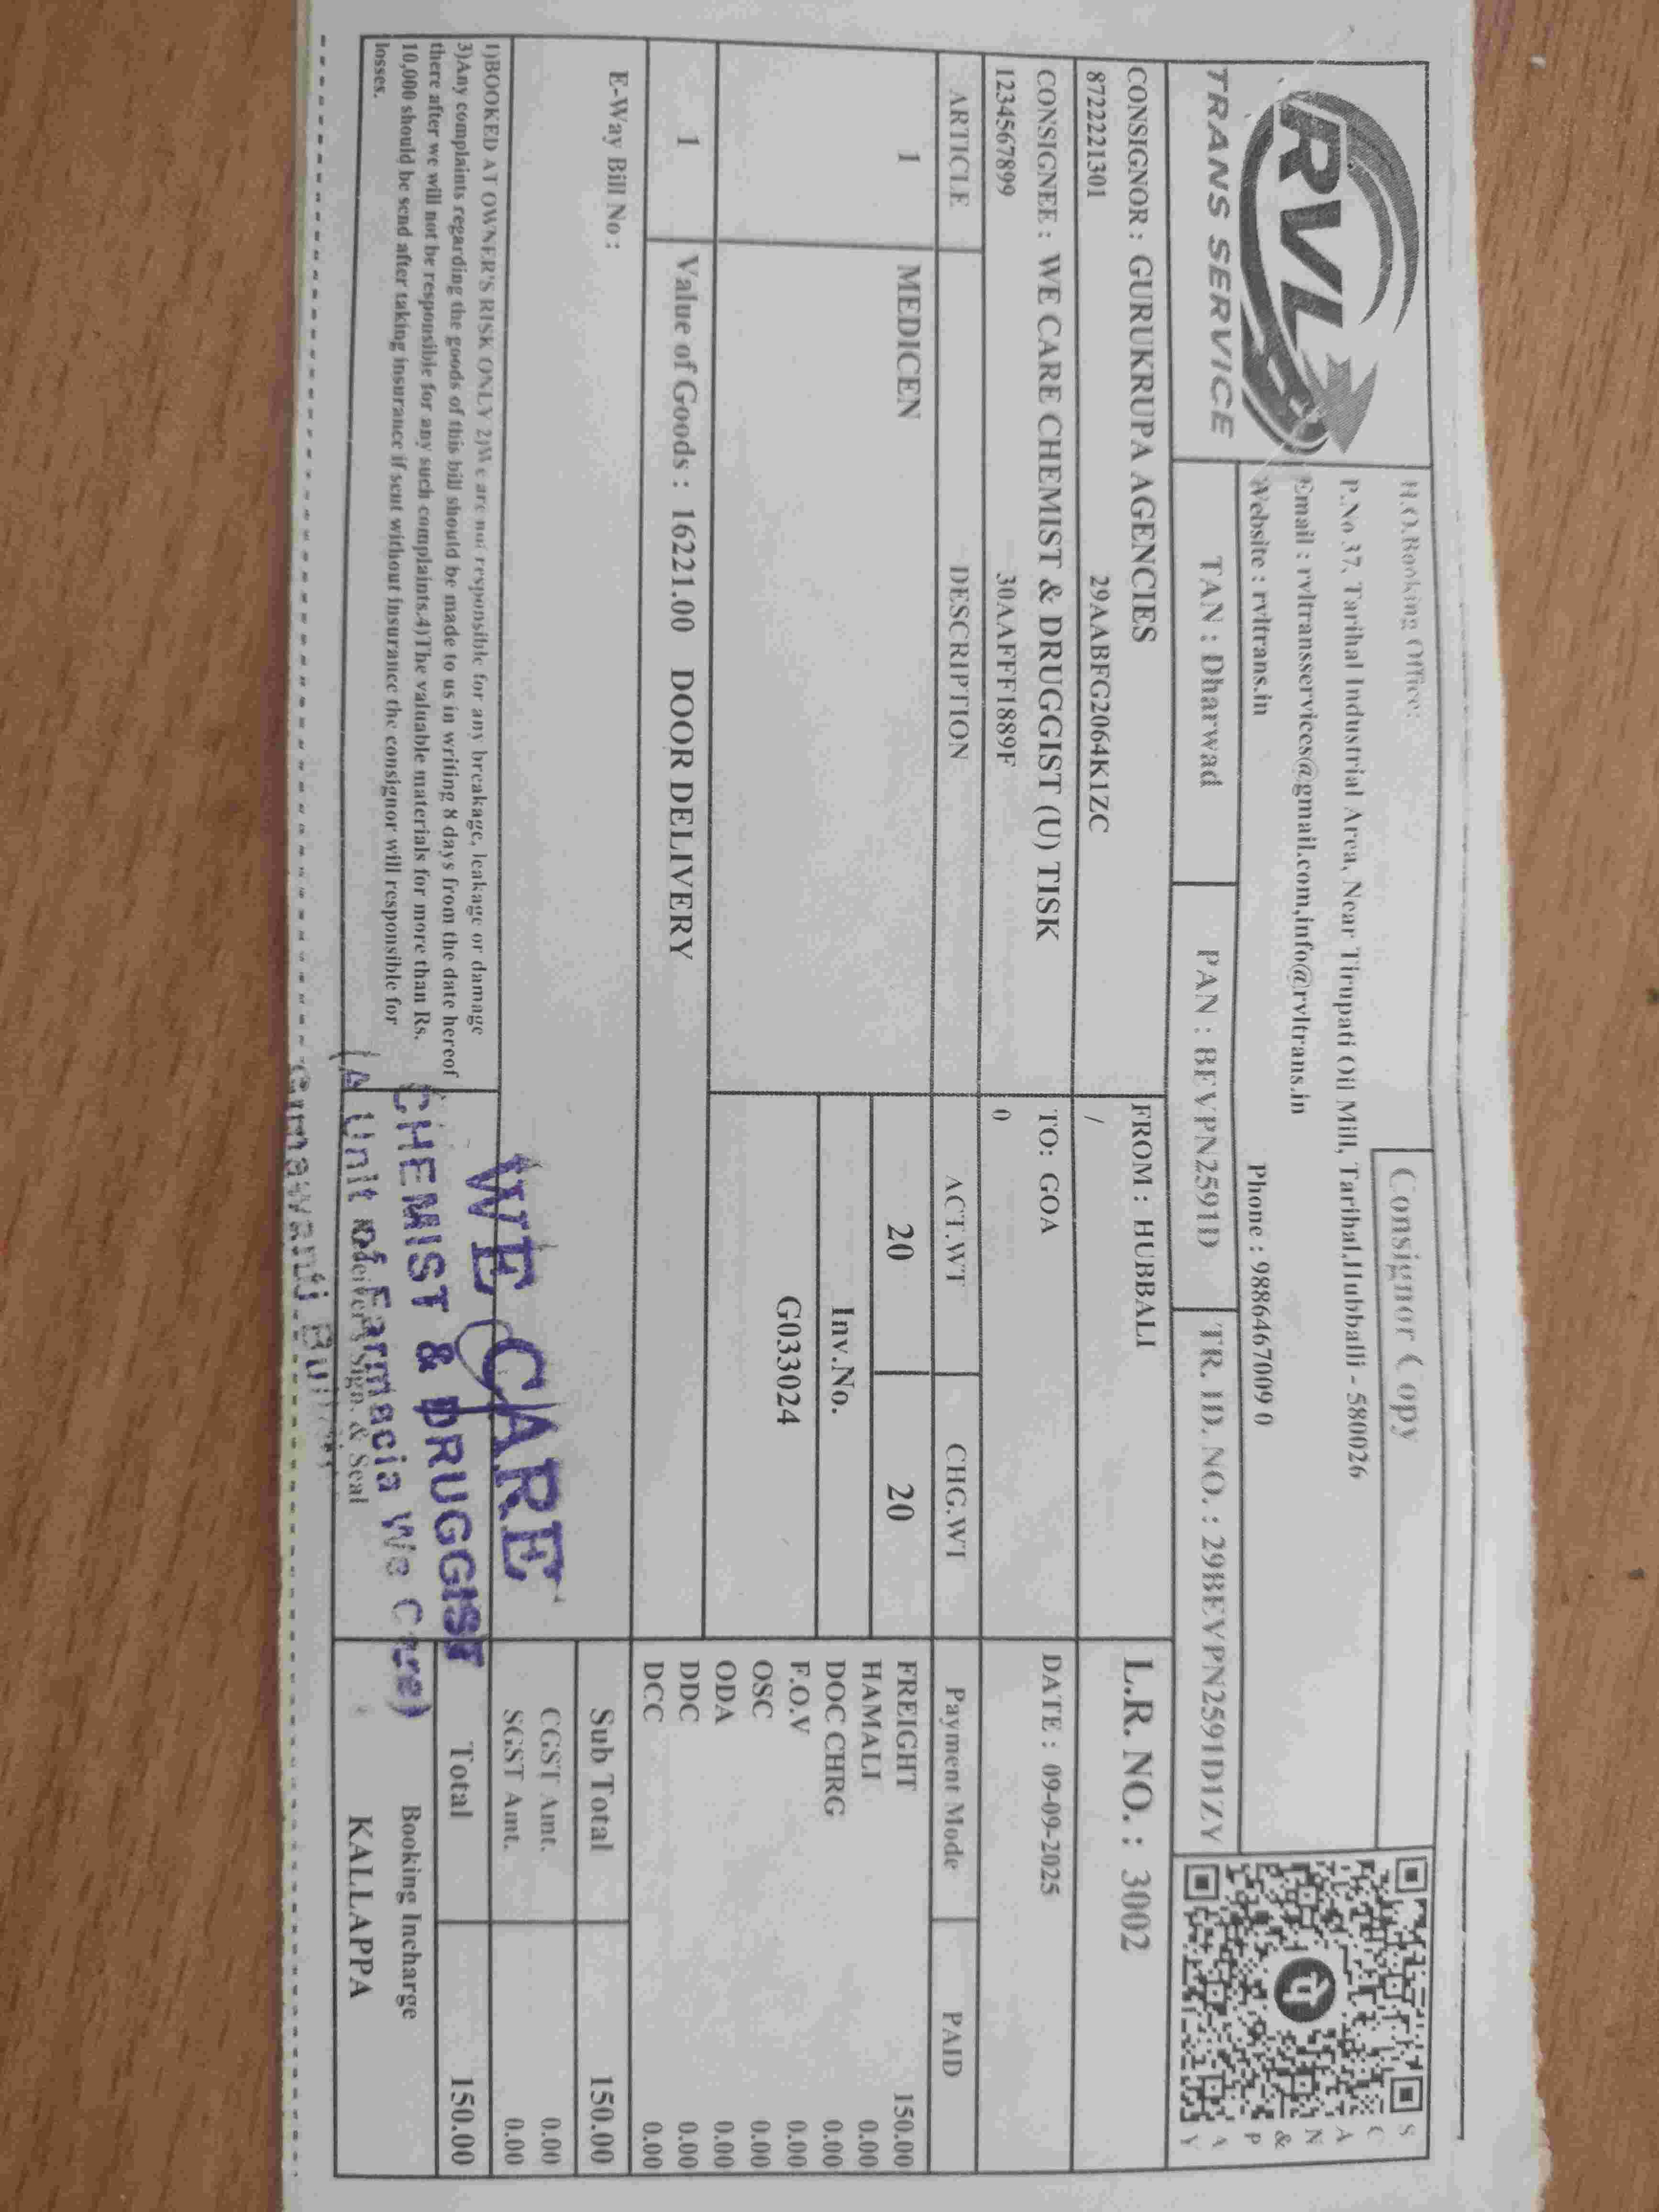 RVL
TRANS SERVICE
H.O.Booking Office:
Consignor Copy
P.No 37, Tarihal Industrial Area, Near Tirupati Oil Mill, Tarihal,Hubballi - 580026
Email : rvltransservices@gmail.com,info@rvltrans.in
Website : rvltrans.in Phone : 9886467009 0
SCAN & PAY
TAN : Dharwad PAN : BEVPN2591D TR. ID. NO. : 29BEVPN2591D1ZY
CONSIGNOR : GURUKRUPA AGENCIES FROM : HUBBALI L.R. NO. : 3002
8722221301 29AABFG2064K1ZC /
CONSIGNEE : WE CARE CHEMIST & DRUGGIST (U) TISK TO: GOA DATE : 09-09-2025
1234567899 30AAFFF1889F 0
ARTICLE DESCRIPTION ACT.WT CHG.WT Payment Mode PAID
1 MEDICEN 20 20 FREIGHT 150.00
HAMALI 0.00
Inv.No. DOC CHRG 0.00
G033024 F.O.V 0.00
OSC 0.00
ODA 0.00
1 Value of Goods : 16221.00 DOOR DELIVERY DDC 0.00
DCC 0.00
E-Way Bill No : Sub Total 150.00
CGST Amt. 0.00
SGST Amt. 0.00
Total 150.00
1)BOOKED AT OWNER'S RISK ONLY 2)We are not responsible for any breakage, leakage or damage
3)Any complaints regarding the goods of this bill should be made to us in writing 8 days from the date hereof
there after we will not be responsible for any such complaints.4)The valuable materials for more than Rs.
10,000 should be send after taking insurance if sent without insurance the consignor will responsible for
losses.
WE CARE
CHEMIST & DRUGGIST
(A Unit of Farmacia We Care)
Sign. & Seal
Booking Incharge
KALLAPPA